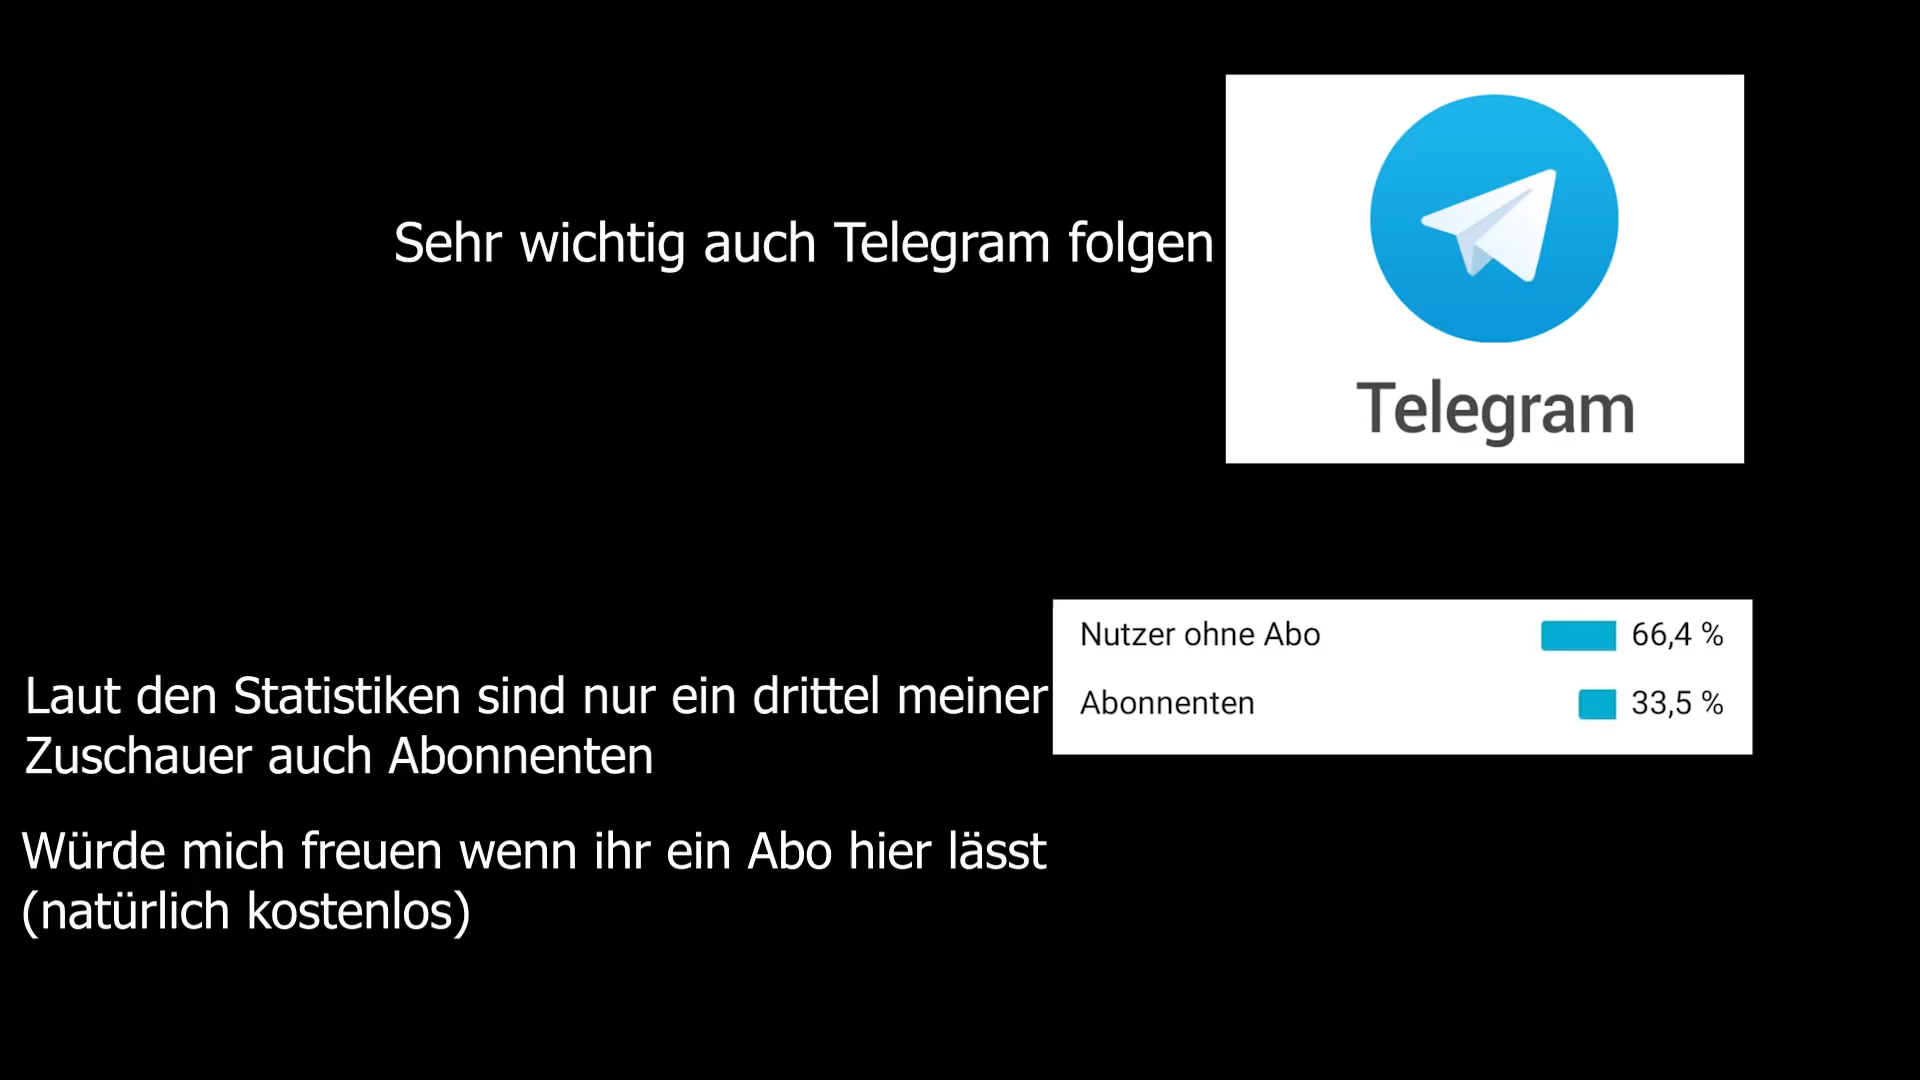 Sehr wichtig auch Telegram folgen
Telegram
Nutzer ohne Abo 66,4 %
Abonnenten 33,5 %
Laut den Statistiken sind nur ein drittel meiner
Zuschauer auch Abonnenten
Würde mich freuen wenn ihr ein Abo hier lässt
(natürlich kostenlos)